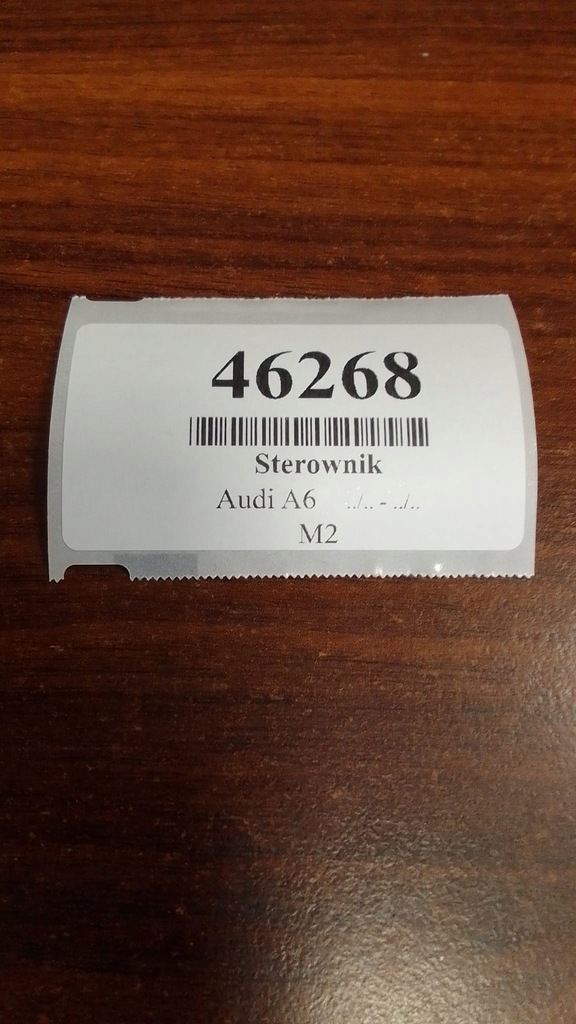 46268
Sterownik
Audi A6 ../.. - ../..
M2